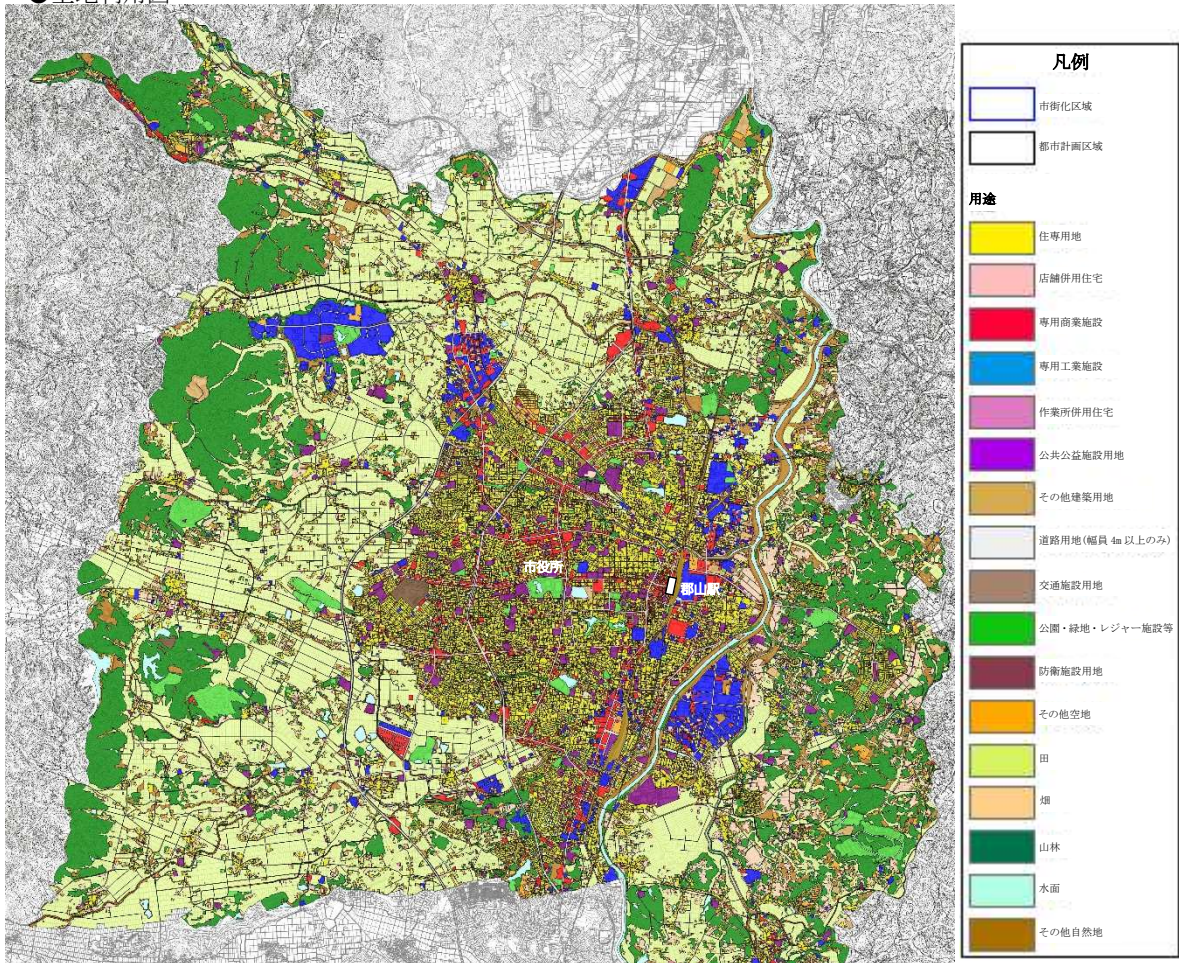 ●土地利用図
市役所
郡山駅
凡例
市街化区域
都市計画区域
用途
住専用地
店舗併用住宅
専用商業施設
専用工業施設
作業所併用住宅
公共公益施設用地
その他建築用地
道路用地(幅員 4m 以上のみ)
交通施設用地
公園・緑地・レジャー施設等
防衛施設用地
その他空地
田
畑
山林
水面
その他自然地